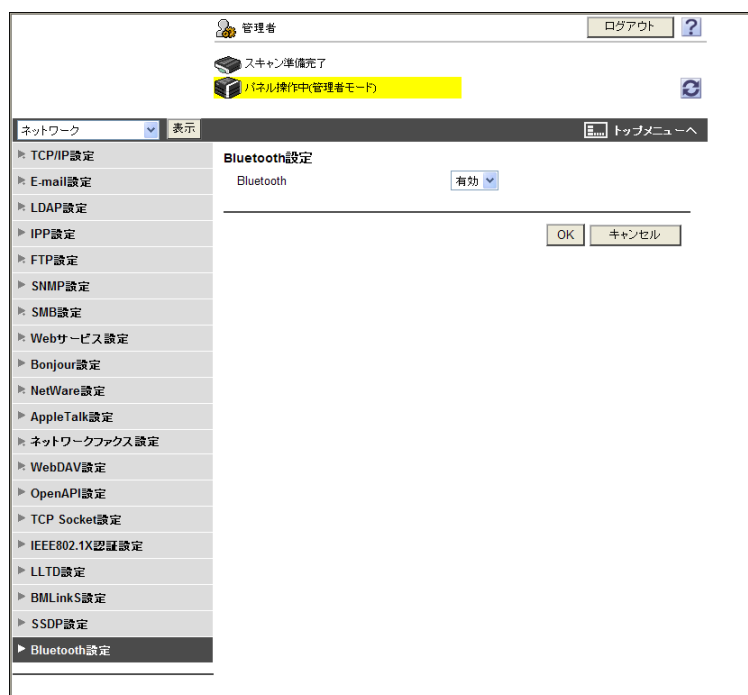 管理者
ログアウト
?
スキャン準備完了
パネル操作中(管理者モード)
ネットワーク
表示
トップメニューへ
TCP/IP設定
E-mail設定
LDAP設定
IPP設定
FTP設定
SNMP設定
SMB設定
Webサービス設定
Bonjour設定
NetWare設定
AppleTalk設定
ネットワークファクス設定
WebDAV設定
OpenAPI設定
TCP Socket設定
IEEE802.1X認証設定
LLTD設定
BMLinkS設定
SSDP設定
Bluetooth設定
Bluetooth設定
Bluetooth
有効
OK
キャンセル